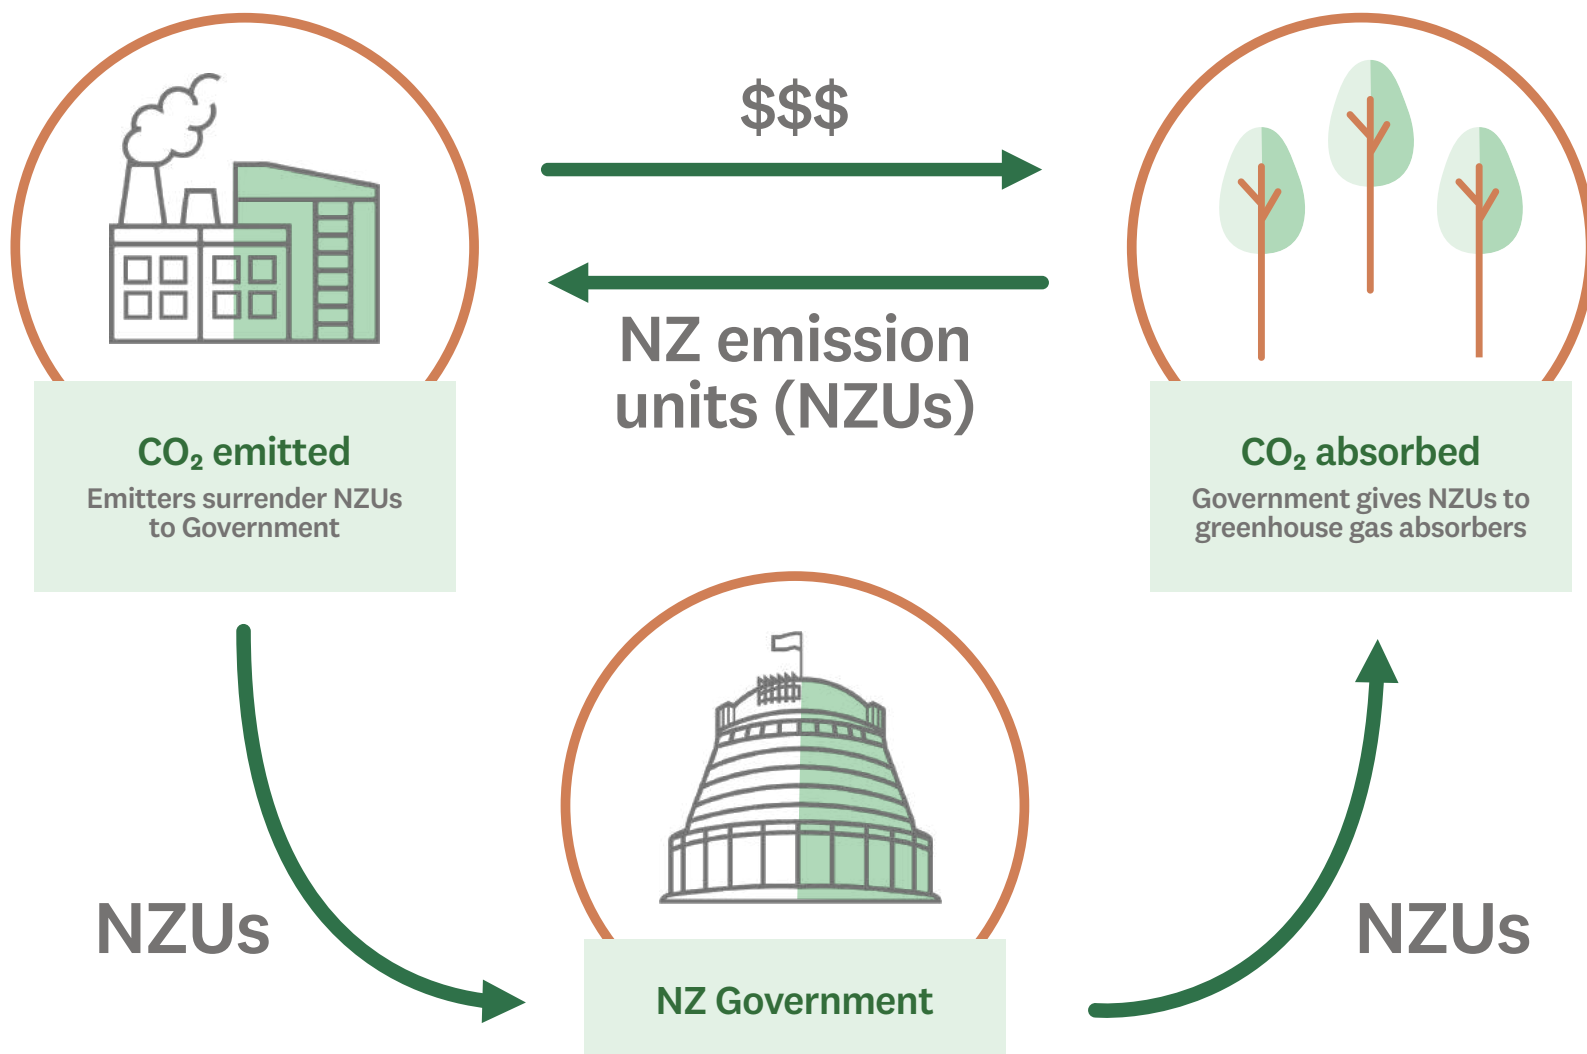 $$$
NZ emission
units (NZUs)
CO₂ emitted
Emitters surrender NZUs
to Government
CO₂ absorbed
Government gives NZUs to
greenhouse gas absorbers
NZUs
NZUs
NZ Government